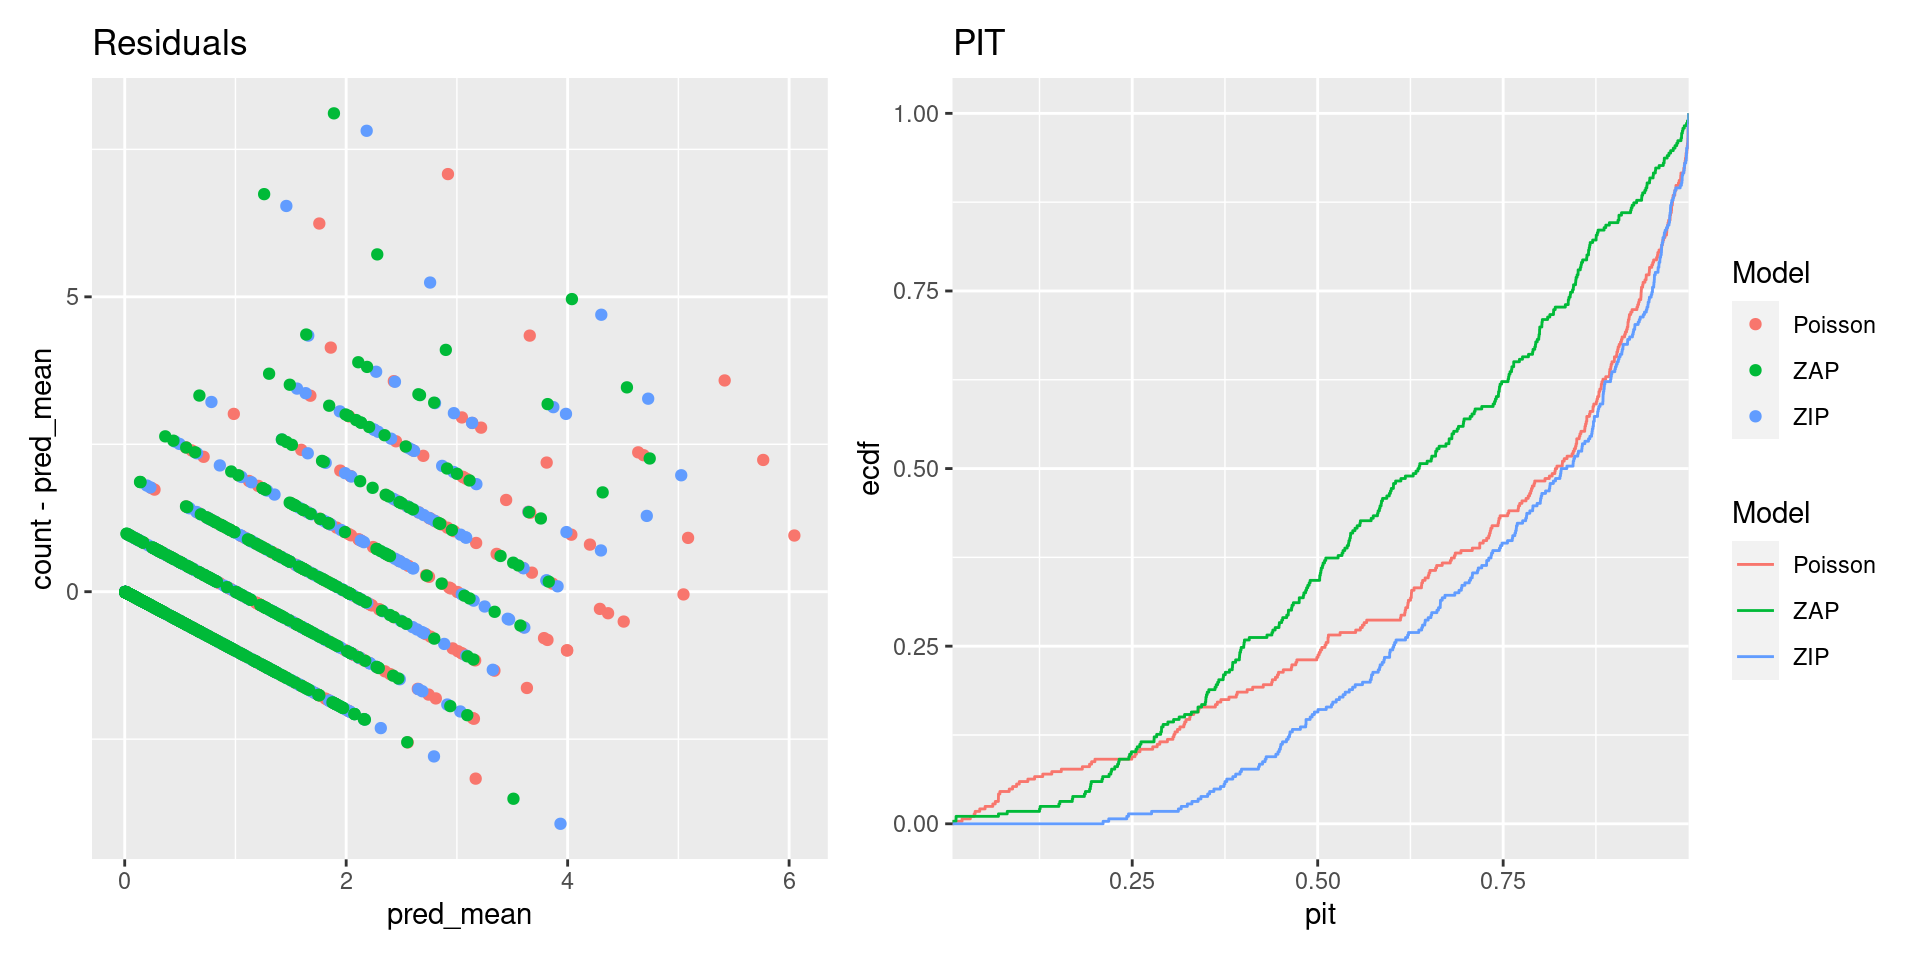 Residuals
count - pred_mean
5
0
0
2
4
6
pred_mean
PIT
ecdf
1.00
0.75
0.50
0.25
0.00
0.25
0.50
0.75
pit
Model
Poisson
ZAP
ZIP
Model
Poisson
ZAP
ZIP